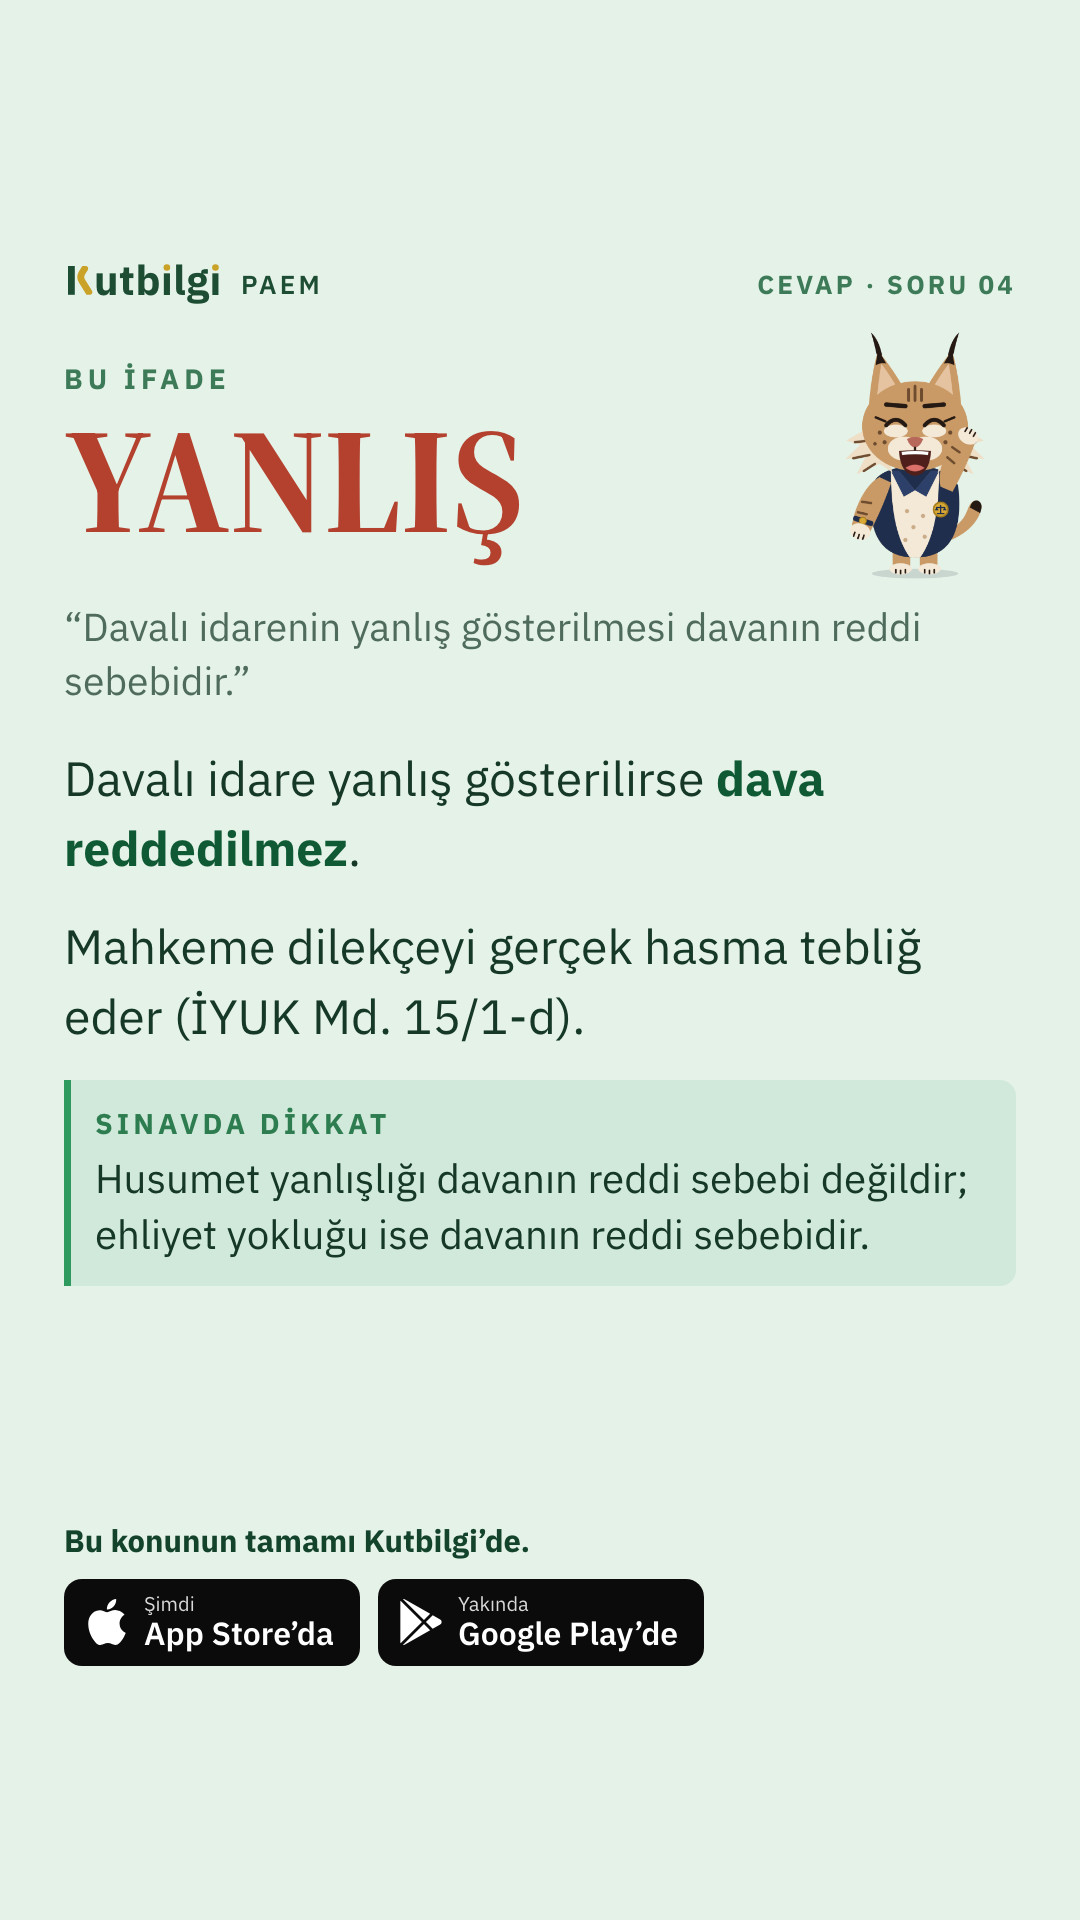 Kutbilgi PAEM
CEVAP · SORU 04
BU İFADE
YANLIŞ
“Davalı idarenin yanlış gösterilmesi davanın reddi
sebebidir.”
Davalı idare yanlış gösterilirse dava
reddedilmez.
Mahkeme dilekçeyi gerçek hasma tebliğ
eder (İYUK Md. 15/1-d).
SINAVDA DİKKAT
Husumet yanlışlığı davanın reddi sebebi değildir;
ehliyet yokluğu ise davanın reddi sebebidir.
Bu konunun tamamı Kutbilgi’de.
Şimdi
App Store’da
Yakında
Google Play’de